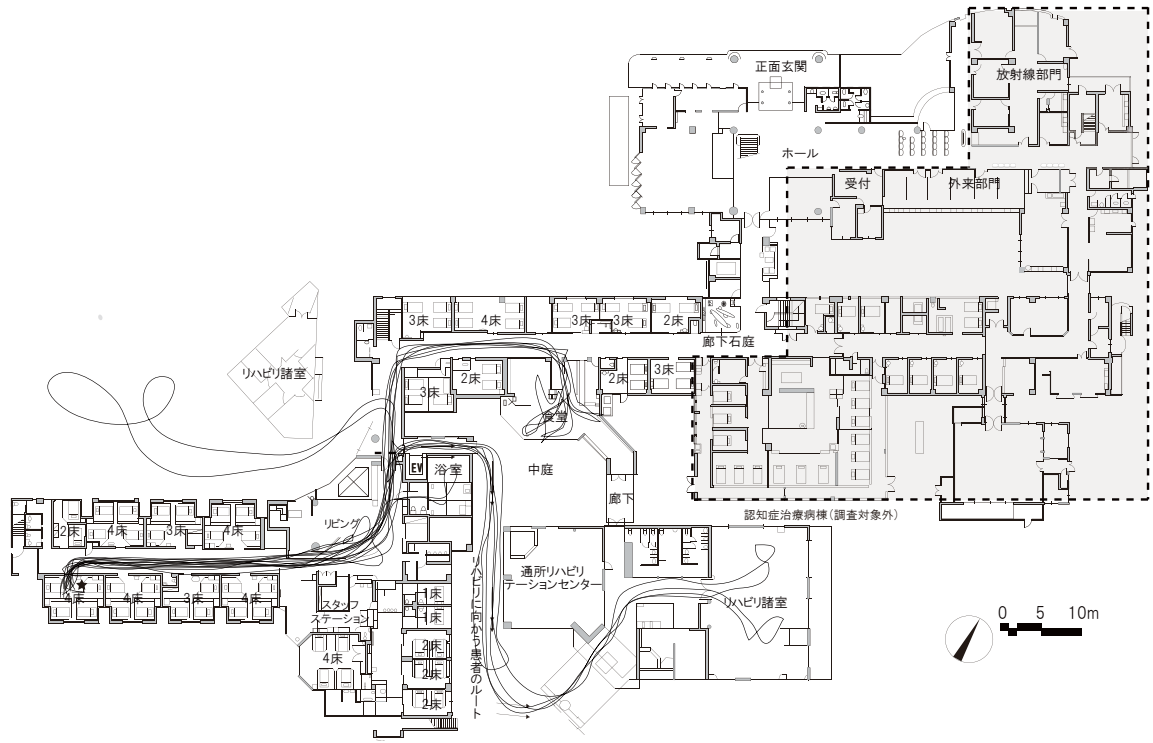 正面玄関
放射線部門
ホール
受付
外来部門
3床
4床
3床
3床
2床
廊下石庭
リハビリ諸室
3床
2床
2床
3床
食堂
中庭
EV
浴室
廊下
認知症治療病棟（調査対象外）
2床
4床
3床
4床
リビング
4床
4床
3床
4床
スタッフ
ステーション
4床
1床
1床
2床
2床
2床
リハビリに向かう患者のルート
通所リハビリ
テーションセンター
リハビリ諸室
0 5 10m